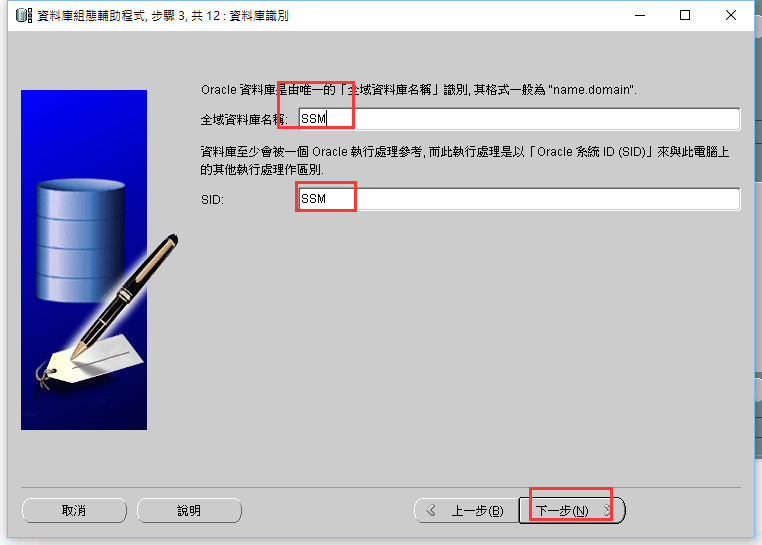 資料庫組態輔助程式, 步驟 3, 共 12 : 資料庫識別
Oracle 資料庫是由唯一的「全域資料庫名稱」識別, 其格式一般為 "name.domain".
全域資料庫名稱: SSM
資料庫至少會被一個 Oracle 執行處理參考, 而此執行處理是以「Oracle 系統 ID (SID)」來與此電腦上
的其他執行處理作區別.
SID: SSM
取消 說明 上一步(B) 下一步(N)